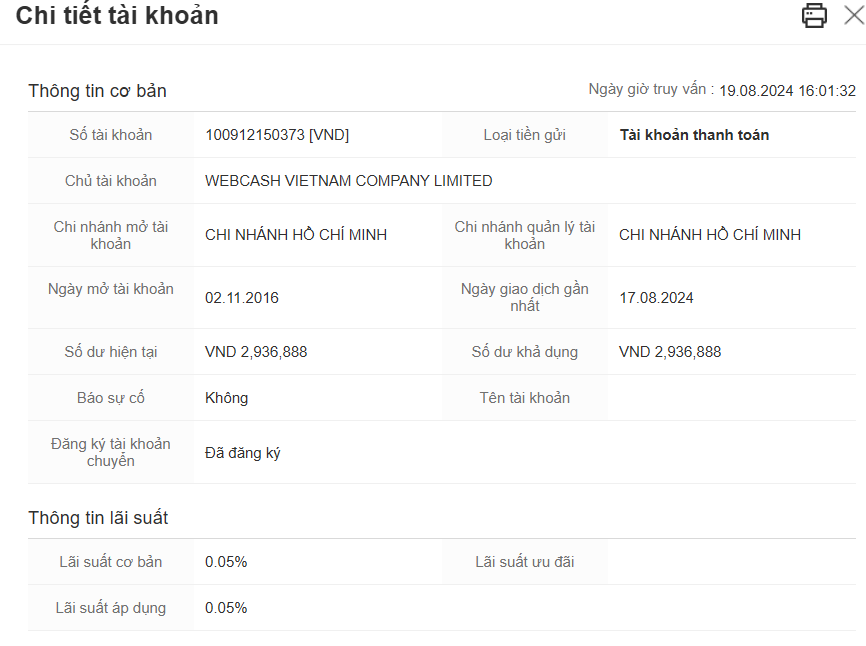 Chi tiết tài khoản
Thông tin cơ bản
Ngày giờ truy vấn : 19.08.2024 16:01:32
Số tài khoản 100912150373 [VND] Loại tiền gửi Tài khoản thanh toán
Chủ tài khoản WEBCASH VIETNAM COMPANY LIMITED
Chi nhánh mở tài
khoản
CHI NHÁNH HỒ CHÍ MINH
Chi nhánh quản lý tài
khoản
CHI NHÁNH HỒ CHÍ MINH
Ngày mở tài khoản
02.11.2016
Ngày giao dịch gần
nhất
17.08.2024
Số dư hiện tại VND 2,936,888 Số dư khả dụng VND 2,936,888
Báo sự cố Không Tên tài khoản
Đăng ký tài khoản
chuyển
Đã đăng ký
Thông tin lãi suất
Lãi suất cơ bản 0.05% Lãi suất ưu đãi
Lãi suất áp dụng 0.05%